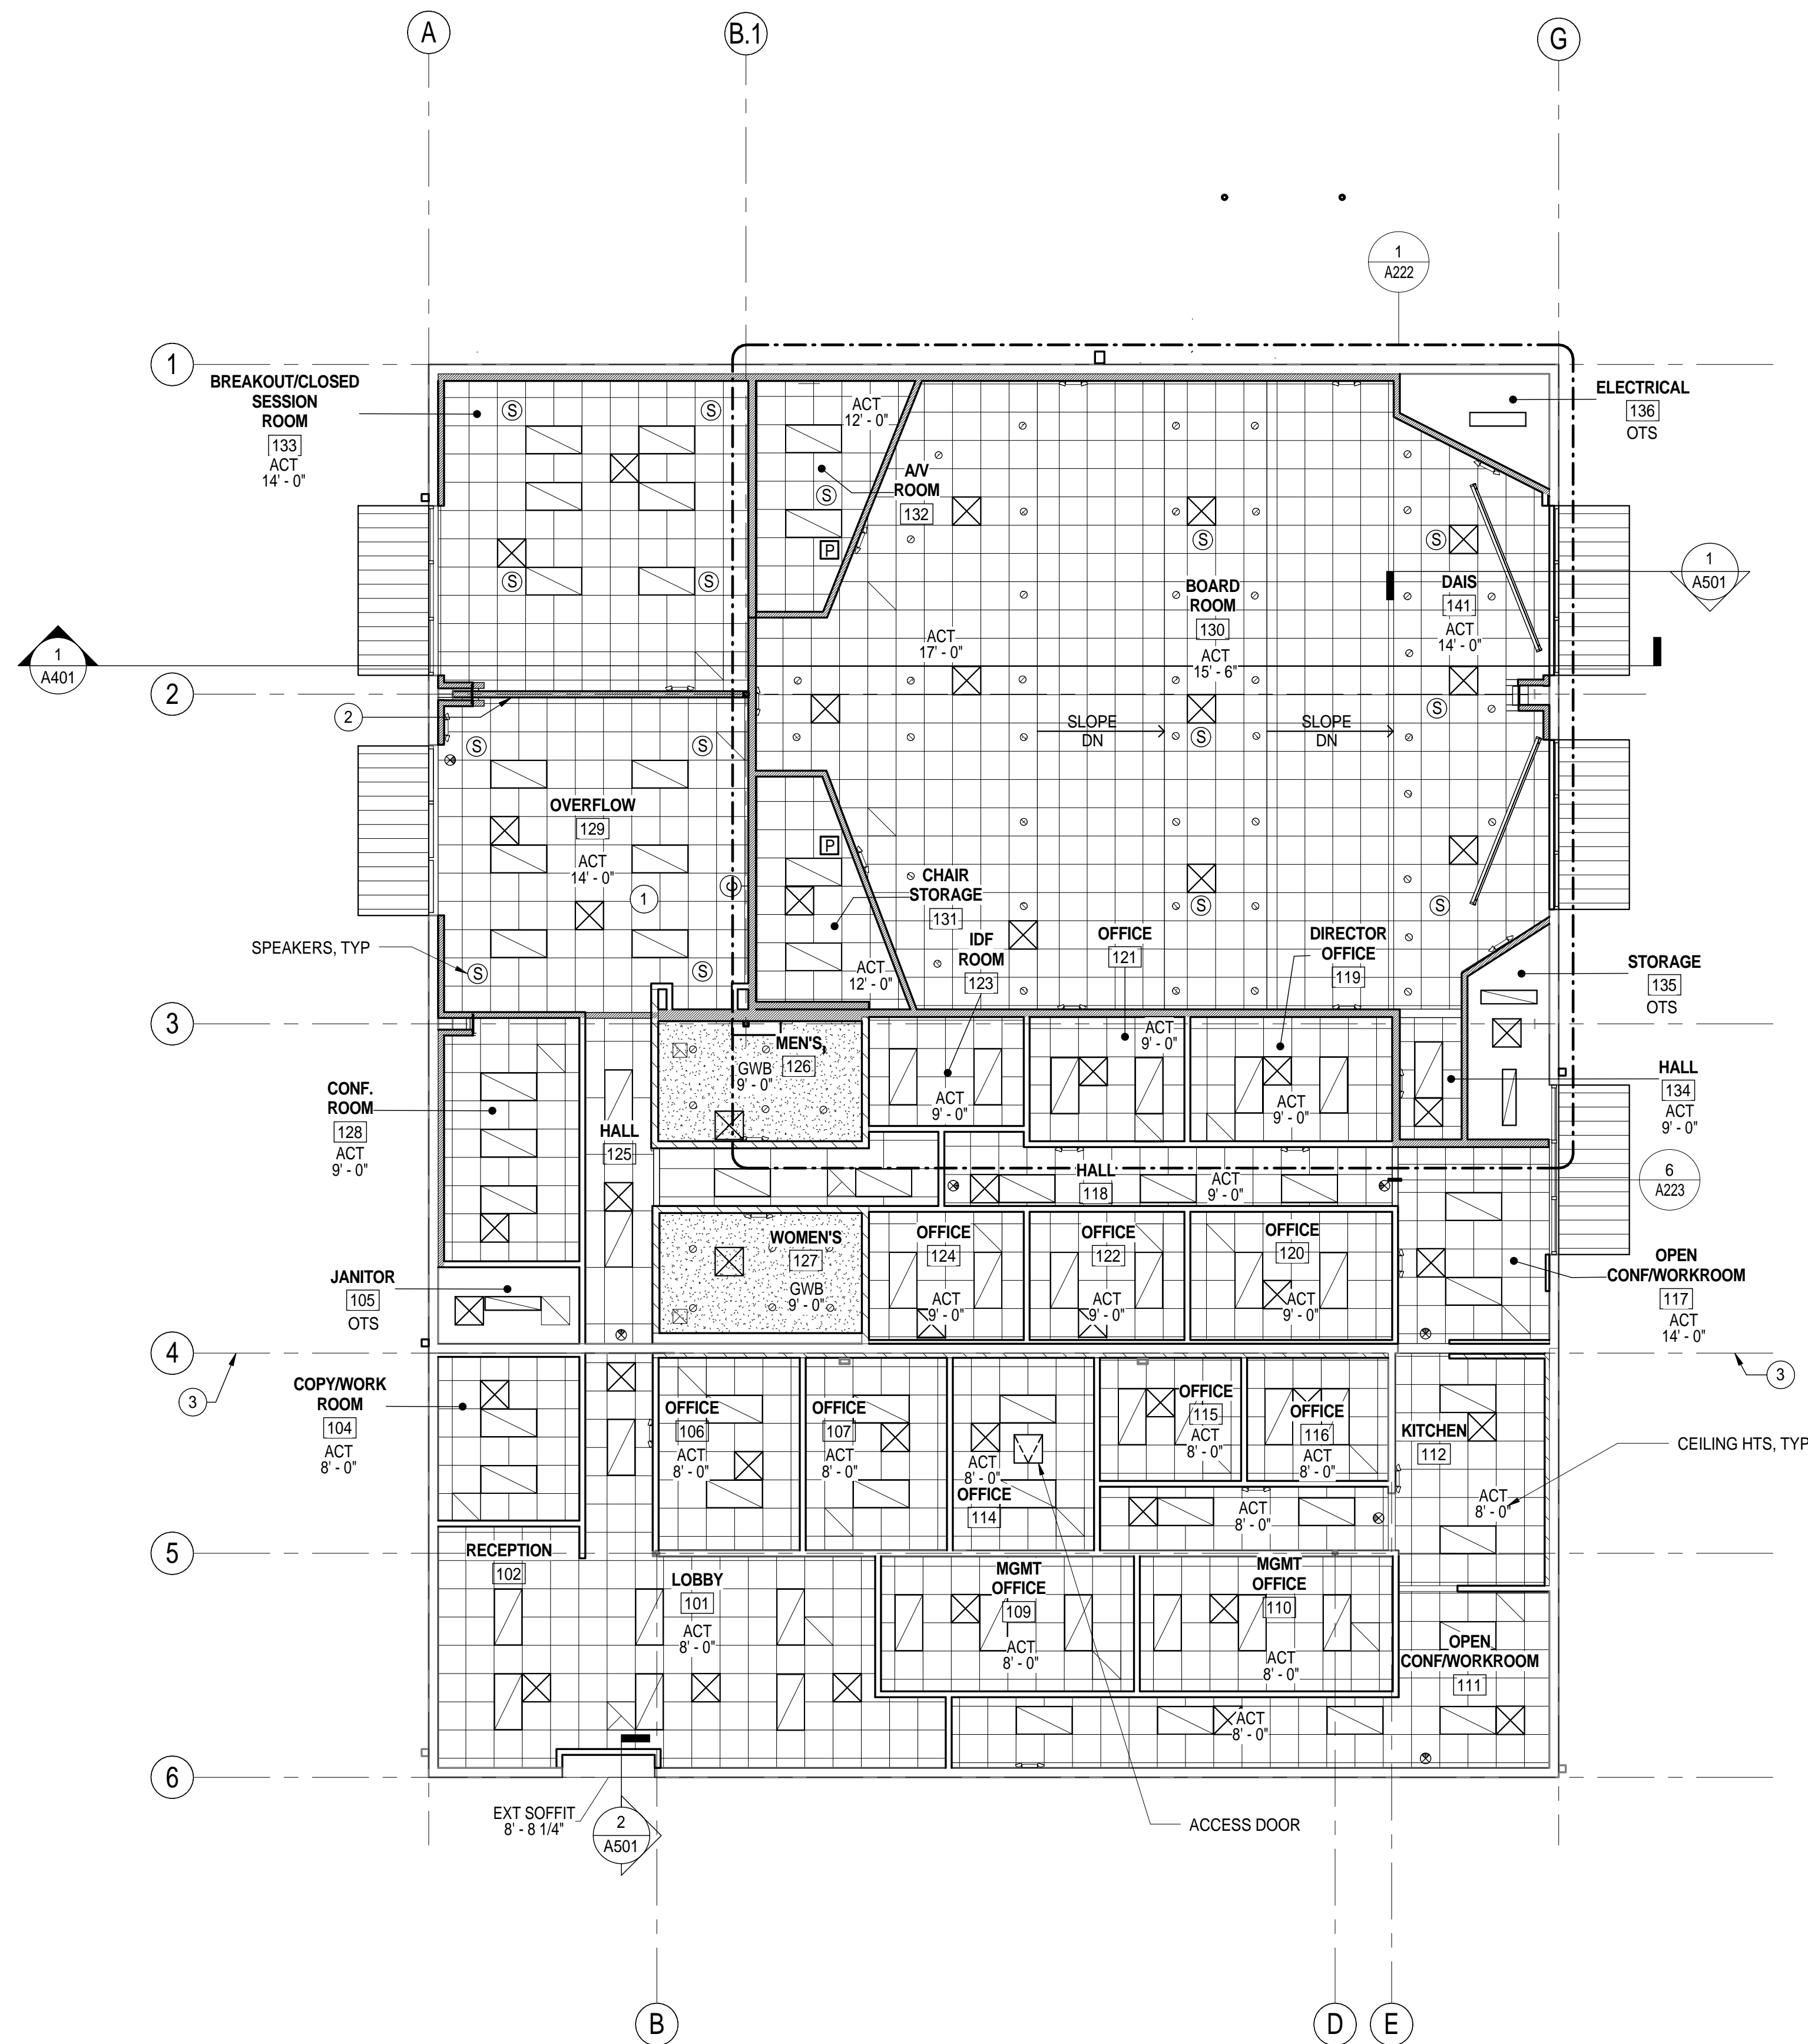 A
B.1
G
1
A222
1
BREAKOUT/CLOSED
SESSION
ROOM
133
ACT
14' - 0"
S
S
S
S
ACT
12' - 0"
A/V
ROOM
132
S
P
ELECTRICAL
136
OTS
BOARD
ROOM
130
ACT
15' - 6"
ACT
17' - 0"
S
S
S
DAIS
141
ACT
14' - 0"
S
S
S
1
A501
1
A401
2
2
SLOPE
DN
SLOPE
DN
S
S
OVERFLOW
129
ACT
14' - 0"
1
S
S
SPEAKERS, TYP
P
CHAIR
STORAGE
131
ACT
12' - 0"
IDF
ROOM
123
ACT
9' - 0"
OFFICE
121
ACT
9' - 0"
DIRECTOR
OFFICE
119
ACT
9' - 0"
STORAGE
135
OTS
3
MEN'S
126
GWB
9' - 0"
HALL
134
ACT
9' - 0"
CONF.
ROOM
128
ACT
9' - 0"
HALL
125
HALL
118
ACT
9' - 0"
6
A223
WOMEN'S
127
GWB
9' - 0"
OFFICE
124
ACT
9' - 0"
OFFICE
122
ACT
9' - 0"
OFFICE
120
ACT
9' - 0"
OPEN
CONF/WORKROOM
117
ACT
14' - 0"
JANITOR
105
OTS
4
3
3
COPY/WORK
ROOM
104
ACT
8' - 0"
OFFICE
106
ACT
8' - 0"
OFFICE
107
ACT
8' - 0"
ACT
8' - 0"
OFFICE
114
OFFICE
115
ACT
8' - 0"
OFFICE
116
ACT
8' - 0"
KITCHEN
112
ACT
8' - 0"
CEILING HTS, TYP
ACT
8' - 0"
5
RECEPTION
102
LOBBY
101
ACT
8' - 0"
MGMT
OFFICE
109
ACT
8' - 0"
MGMT
OFFICE
110
ACT
8' - 0"
OPEN
CONF/WORKROOM
111
ACT
8' - 0"
6
EXT SOFFIT
8' - 8 1/4"
2
A501
ACCESS DOOR
B
D
E